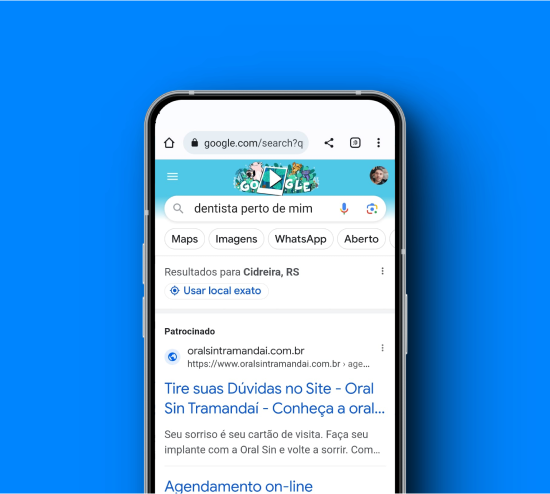 google.com/search?q
GOOGLE
dentista perto de mim
Maps Imagens WhatsApp Aberto
Resultados para Cidreira, RS
Usar local exato
Patrocinado
oralsintramandai.com.br
https://www.oralsintramandai.com.br › age...
Tire suas Dúvidas no Site - Oral
Sin Tramandaí - Conheça a oral...
Seu sorriso é seu cartão de visita. Faça seu
implante com a Oral Sin e volte a sorrir. Com...
Agendamento on-line